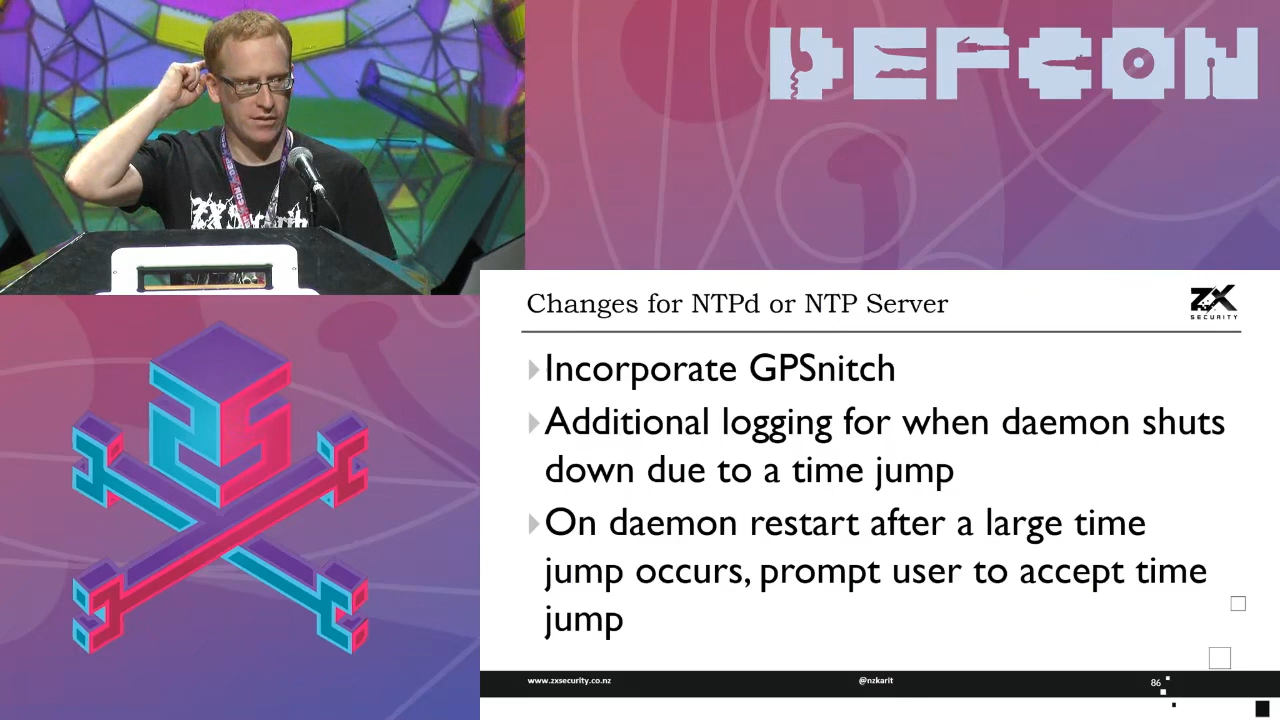 DEFCON
Changes for NTPd or NTP Server
ZX
SECURITY
Incorporate GPSnitch
Additional logging for when daemon shuts
down due to a time jump
On daemon restart after a large time
jump occurs, prompt user to accept time
jump
www.zxsecurity.co.nz
@nzkarit
86
25